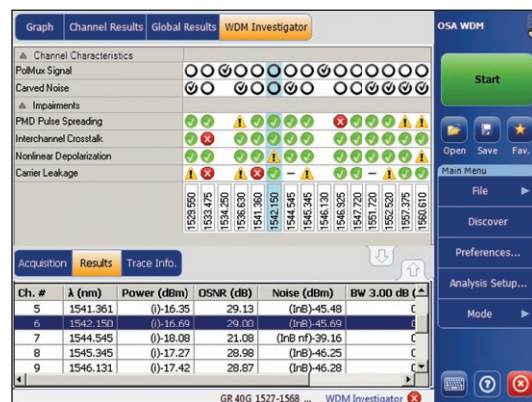 Graph Channel Results Global Results WDM Investigator
OSA WDM
Channel Characteristics
PolMux Signal
Carved Noise
Impairments
PMD Pulse Spreading
Interchannel Crosstalk
Nonlinear Depolarization
Carrier Leakage
1529.550 1533.475 1534.250 1536.630 1541.360 1542.150 1544.545 1545.345 1546.130 1546.925 1547.720 1551.720 1552.520 1557.375 1560.610
Start
Open Save Fav.
Main Menu
File
Discover
Preferences...
Analysis Setup...
Mode
Acquisition Results Trace Info.
Ch. # λ (nm) Power (dBm) OSNR (dB) Noise (dBm) BW 3.00 dB (
5 1541.361 (i)-16.35 29.13 (InB)-45.48
6 1542.150 (i)-16.69 29.00 (InB)-45.69
7 1544.545 (i)-18.08 21.08 (InB nf)-39.16
8 1545.345 (i)-17.27 28.98 (InB)-46.25
9 1546.131 (i)-17.42 28.87 (InB)-46.28
GR 40G 1527-1568 ... WDM Investigator